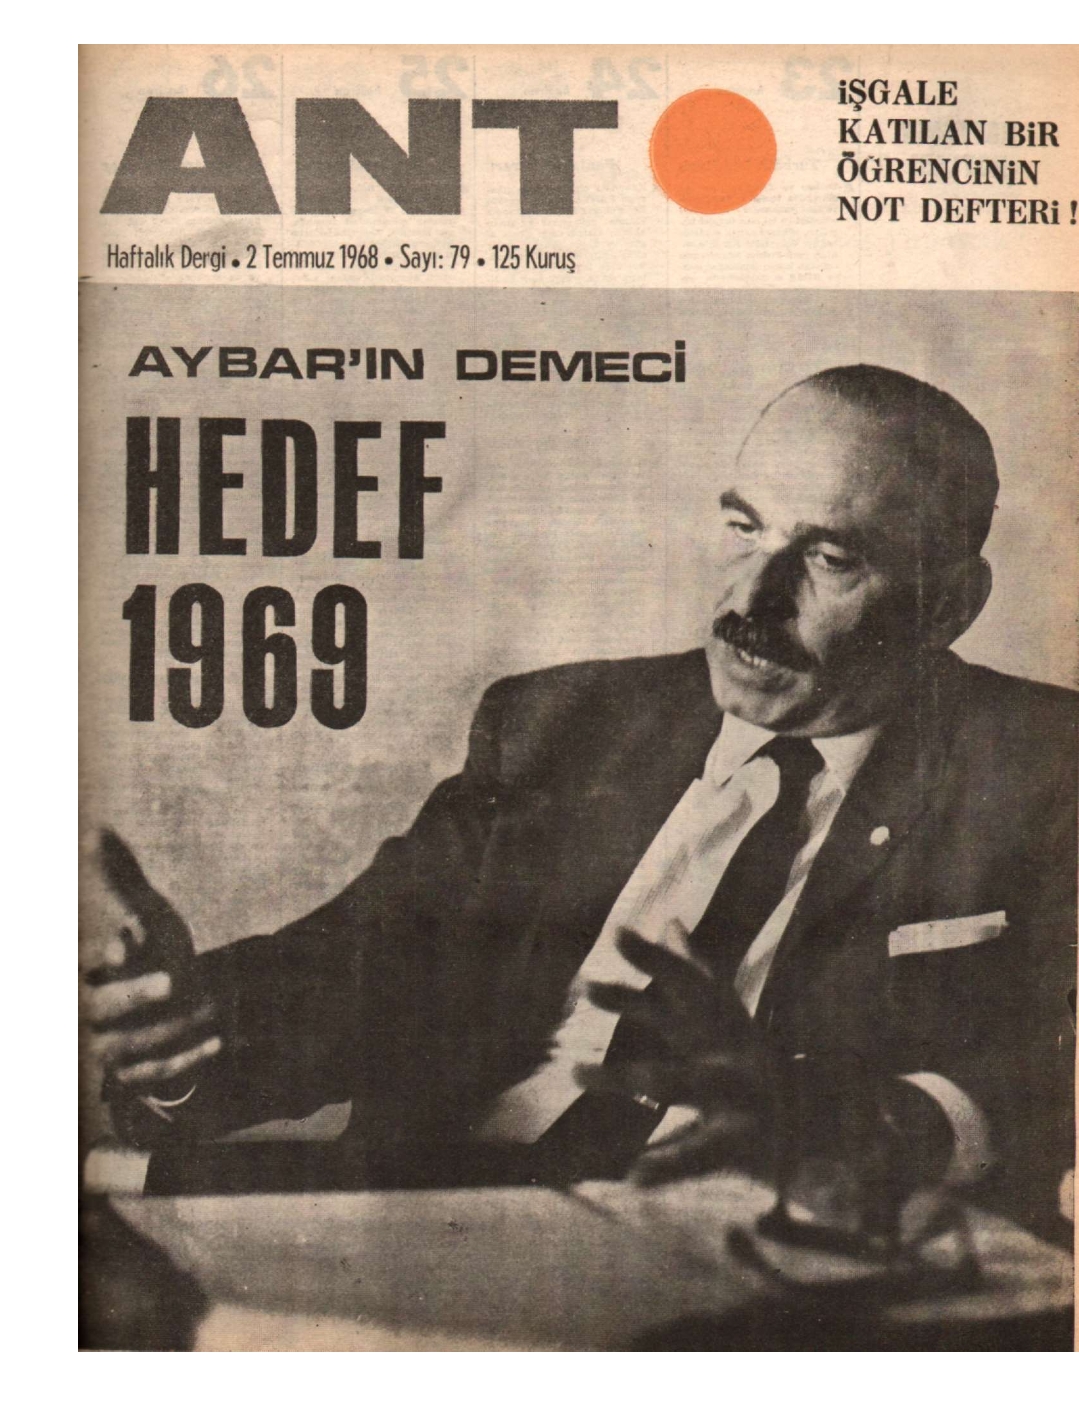 ANT
İŞGALE
KATILAN BİR
ÖĞRENCİNİN
NOT DEFTERİ !
Haftalık Dergi • 2 Temmuz 1968 • Sayı: 79 • 125 Kuruş
AYBAR'IN DEMECİ
HEDEF
1969